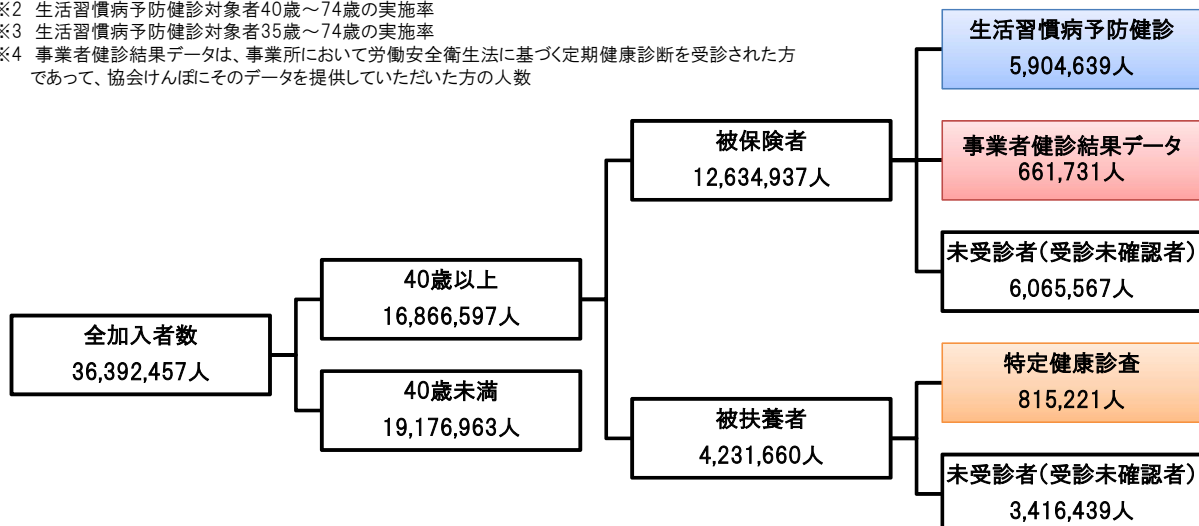 ※2 生活習慣病予防健診対象者40歳～74歳の実施率
※3 生活習慣病予防健診対象者35歳～74歳の実施率
※4 事業者健診結果データは、事業所において労働安全衛生法に基づく定期健康診断を受診された方
であって、協会けんぽにそのデータを提供していただいた方の人数
生活習慣病予防健診
5,904,639人
被保険者
12,634,937人
事業者健診結果データ
661,731人
未受診者（受診未確認者）
6,065,567人
40歳以上
16,866,597人
全加入者数
36,392,457人
40歳未満
19,176,963人
特定健康診査
815,221人
被扶養者
4,231,660人
未受診者（受診未確認者）
3,416,439人